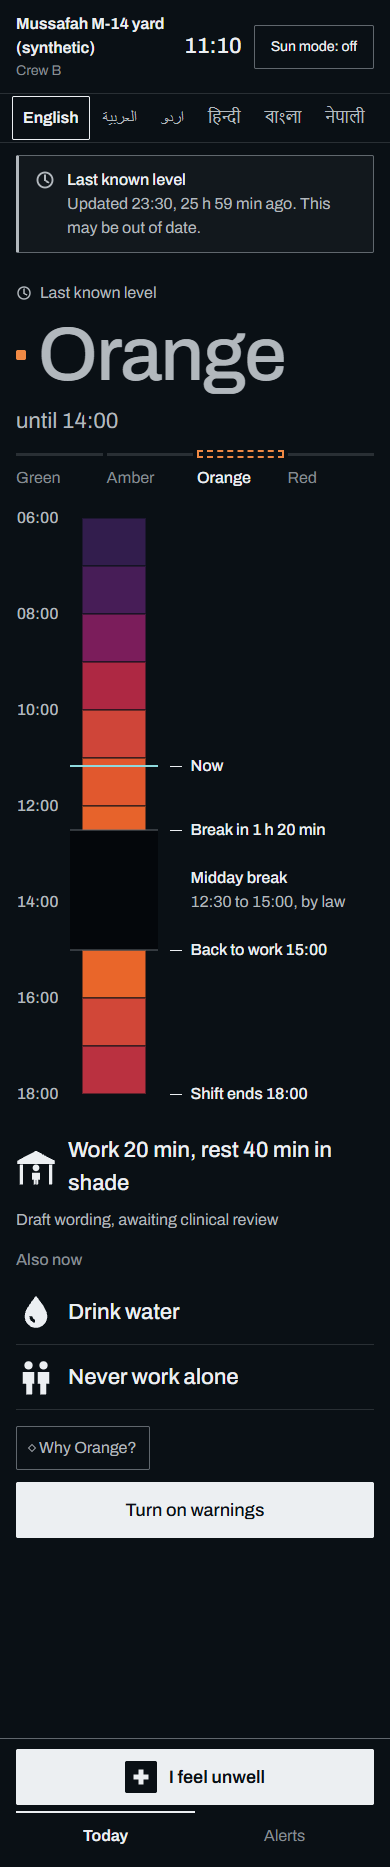 Mussafah M-14 yard
(synthetic)
Crew B
11:10
Sun mode: off
English العربية اردو हिन्दी বাংলা नेपाली
Last known level
Updated 23:30, 25 h 59 min ago. This
may be out of date.
Last known level
Orange
until 14:00
Green Amber Orange Red
06:00
08:00
10:00
Now
12:00
Break in 1 h 20 min
Midday break
14:00
12:30 to 15:00, by law
Back to work 15:00
16:00
18:00
Shift ends 18:00
Work 20 min, rest 40 min in
shade
Draft wording, awaiting clinical review
Also now
Drink water
Never work alone
Why Orange?
Turn on warnings
I feel unwell
Today Alerts